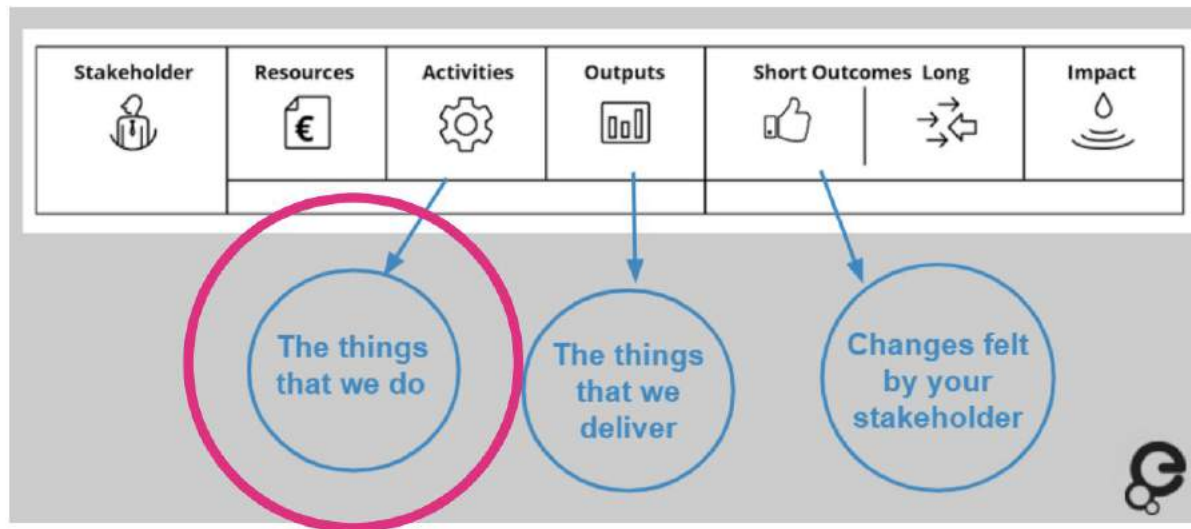 Stakeholder
Resources
Activities
Outputs
Short Outcomes Long
Impact
€
The things
that we do
The things
that we
deliver
Changes felt
by your
stakeholder